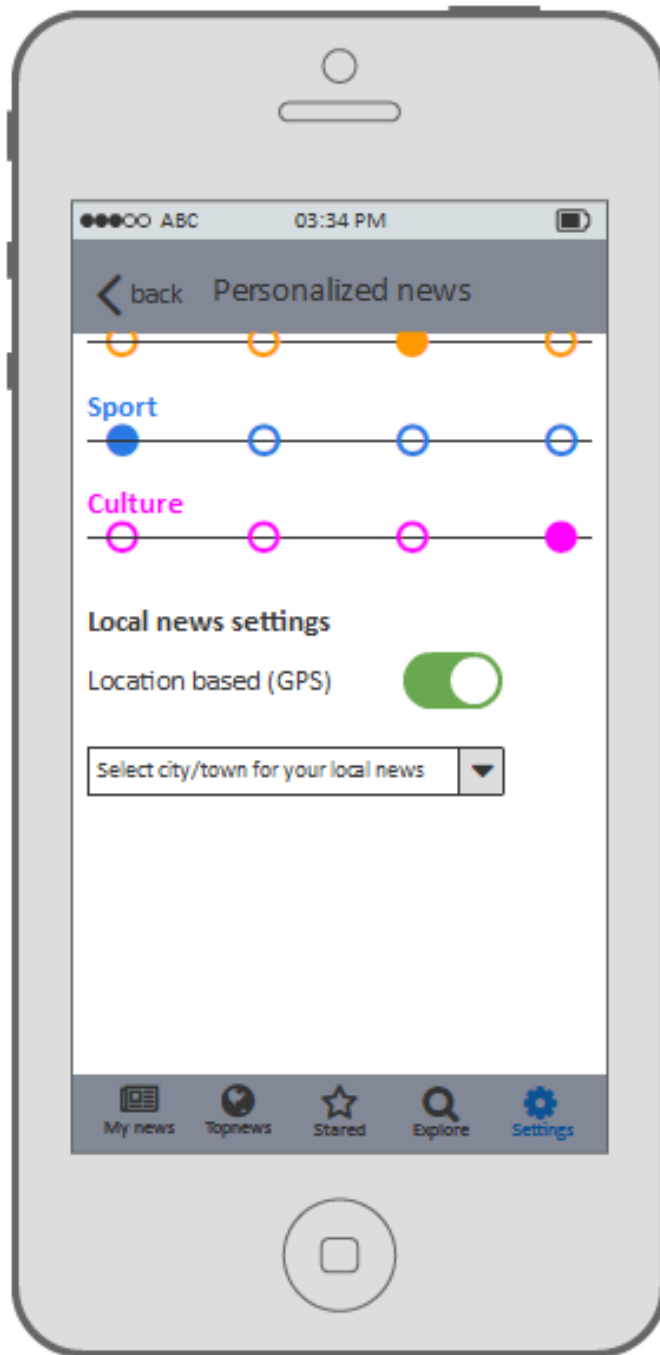 ABC 03:34 PM
back Personalized news
Sport
Culture
Local news settings
Location based (GPS)
Select city/town for your local news
My news Topnews Stared Explore Settings